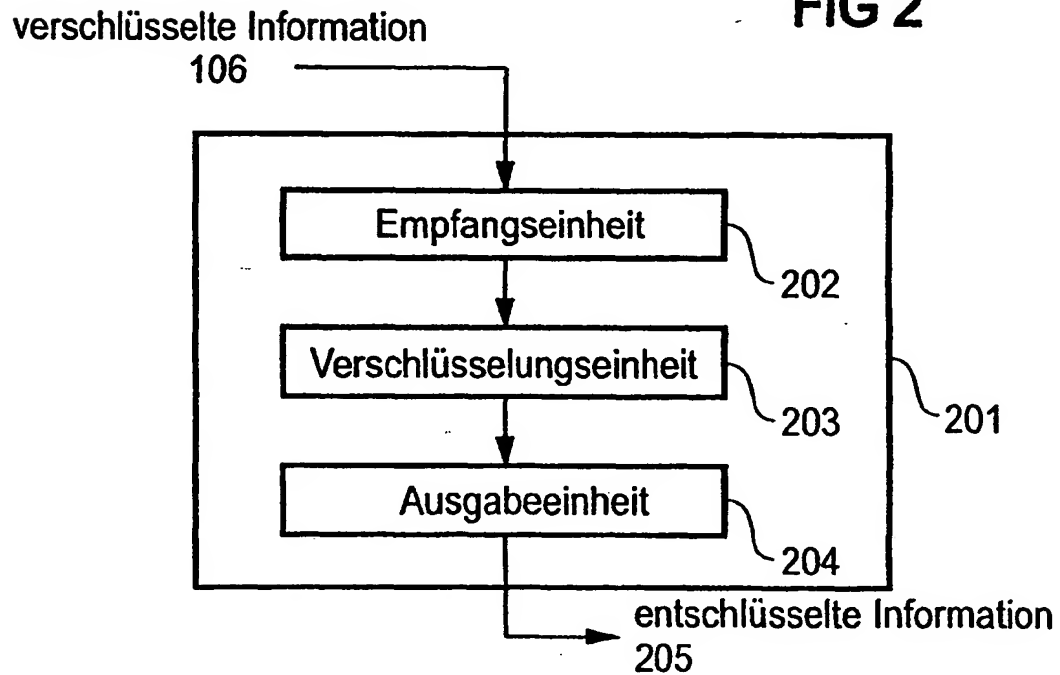 FIG 2
verschlüsselte Information
106
Empfangseinheit
202
Verschlüsselungseinheit
203
201
Ausgabeeinheit
204
entschlüsselte Information
205